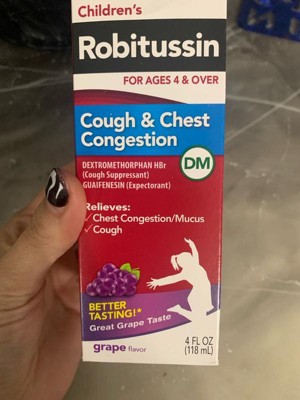 Children's
Robitussin
FOR AGES 4 & OVER
Cough & Chest
Congestion
DM
DEXTROMETHORPHAN HBr
(Cough Suppressant)
GUAIFENESIN (Expectorant)
Relieves:
✓Chest Congestion/Mucus
✓Cough
BETTER
TASTING!*
Great Grape Taste
grape flavor
4 FL OZ
(118 mL)